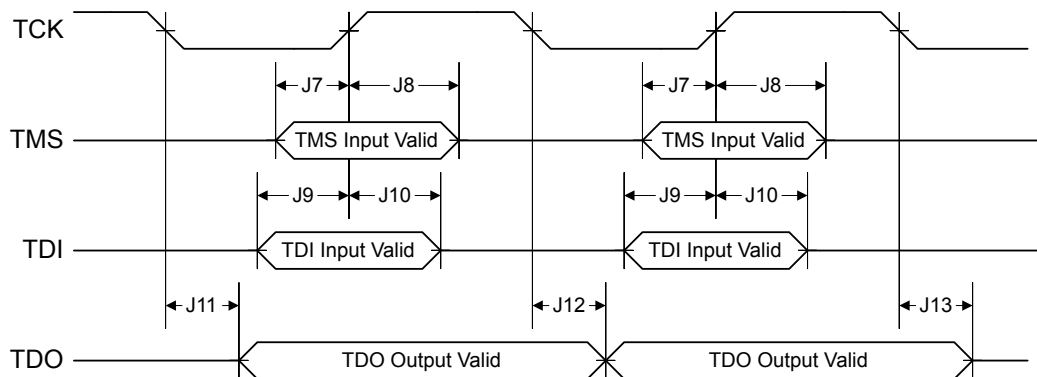 TCK
J7 J8 J7 J8
TMS TMS Input Valid TMS Input Valid
J9 J10 J9 J10
TDI TDI Input Valid TDI Input Valid
J11 J12 J13
TDO TDO Output Valid TDO Output Valid